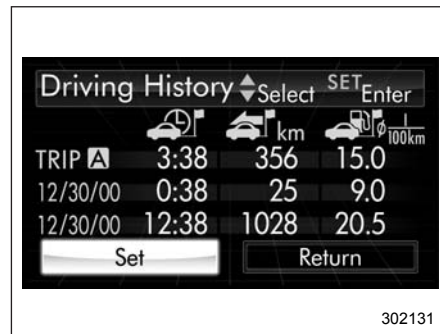 Driving History Select SET Enter
km ø l/100km
TRIP A 3:38 356 15.0
12/30/00 0:38 25 9.0
12/30/00 12:38 1028 20.5
Set Return
302131